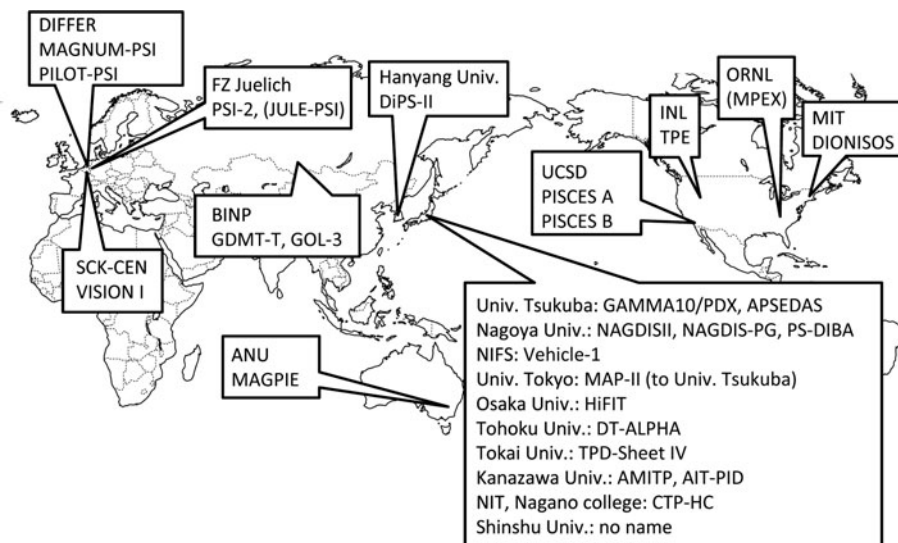 DIFFER
MAGNUM-PSI
PILOT-PSI
FZ Juelich
PSI-2, (JULE-PSI)
Hanyang Univ.
DiPS-II
ORNL
(MPEX)
INL
TPE
MIT
DIONISOS
UCSD
PISCES A
PISCES B
BINP
GDMT-T, GOL-3
SCK-CEN
VISION I
ANU
MAGPIE
Univ. Tsukuba: GAMMA10/PDX, APSEDAS
Nagoya Univ.: NAGDISII, NAGDIS-PG, PS-DIBA
NIFS: Vehicle-1
Univ. Tokyo: MAP-II (to Univ. Tsukuba)
Osaka Univ.: HiFIT
Tohoku Univ.: DT-ALPHA
Tokai Univ.: TPD-Sheet IV
Kanazawa Univ.: AMITP, AIT-PID
NIT, Nagano college: CTP-HC
Shinshu Univ.: no name